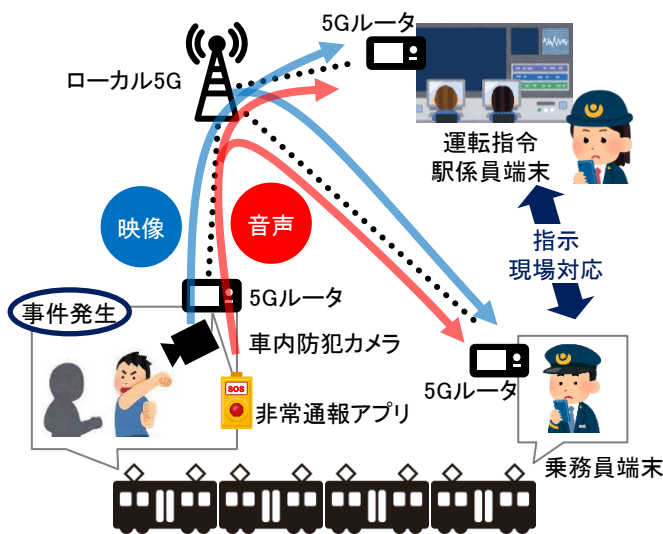 5Gルータ
ローカル5G
運転指令
駅係員端末
映像
音声
指示
現場対応
5Gルータ
事件発生
車内防犯カメラ
5Gルータ
SOS
非常通報アプリ
乗務員端末